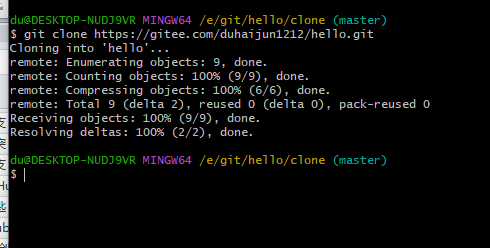 du@DESKTOP-NUDJ9VR MINGW64 /e/git/hello/clone (master)
$ git clone https://gitee.com/duhaijun1212/hello.git
Cloning into 'hello'...
remote: Enumerating objects: 9, done.
remote: Counting objects: 100% (9/9), done.
remote: Compressing objects: 100% (6/6), done.
remote: Total 9 (delta 2), reused 0 (delta 0), pack-reused 0
Receiving objects: 100% (9/9), done.
Resolving deltas: 100% (2/2), done.
du@DESKTOP-NUDJ9VR MINGW64 /e/git/hello/clone (master)
$